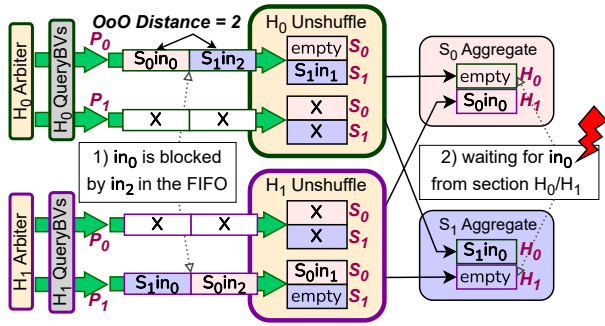 OoO Distance = 2
H0 Arbiter
H0 QueryBVs
P0
S0in0
S1in2
H0 Unshuffle
empty
S0
S1in1
S1
P1
X
X
X
S0
X
S1
S0 Aggregate
empty
H0
S0in0
H1
1) in0 is blocked
by in2 in the FIFO
2) waiting for in0
from section H0/H1
H1 Arbiter
H1 QueryBVs
P0
X
X
H1 Unshuffle
X
S0
X
S1
P1
S1in0
S0in2
S0in1
S0
empty
S1
S1 Aggregate
S1in0
H0
empty
H1